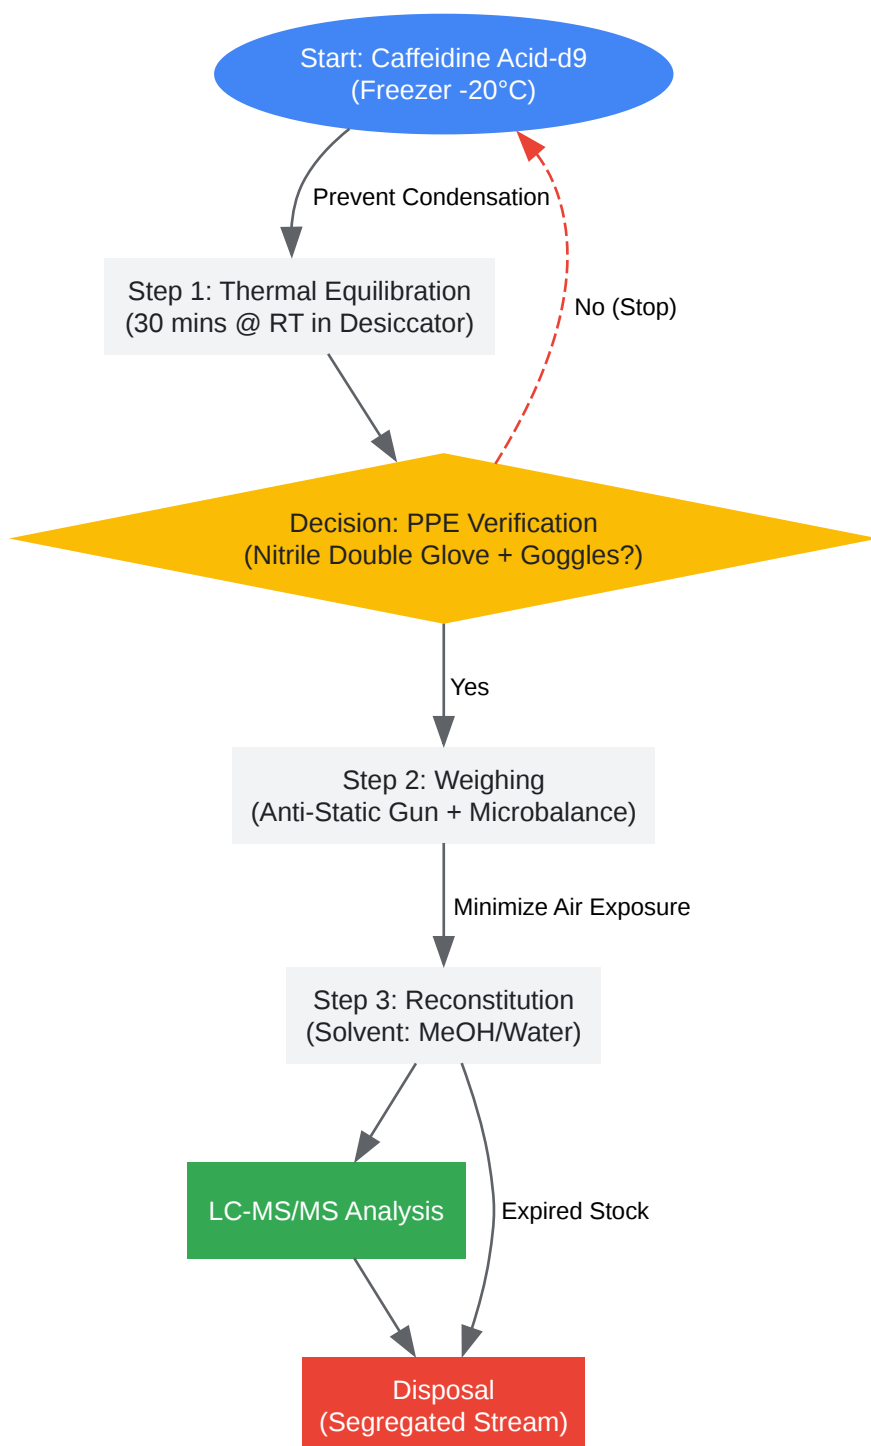 Start: Caffeidine Acid-d9
(Freezer -20°C)
Prevent Condensation
Step 1: Thermal Equilibration
(30 mins @ RT in Desiccator)
No (Stop)
Decision: PPE Verification
(Nitrile Double Glove + Goggles?)
Yes
Step 2: Weighing
(Anti-Static Gun + Microbalance)
Minimize Air Exposure
Step 3: Reconstitution
(Solvent: MeOH/Water)
LC-MS/MS Analysis
Expired Stock
Disposal
(Segregated Stream)